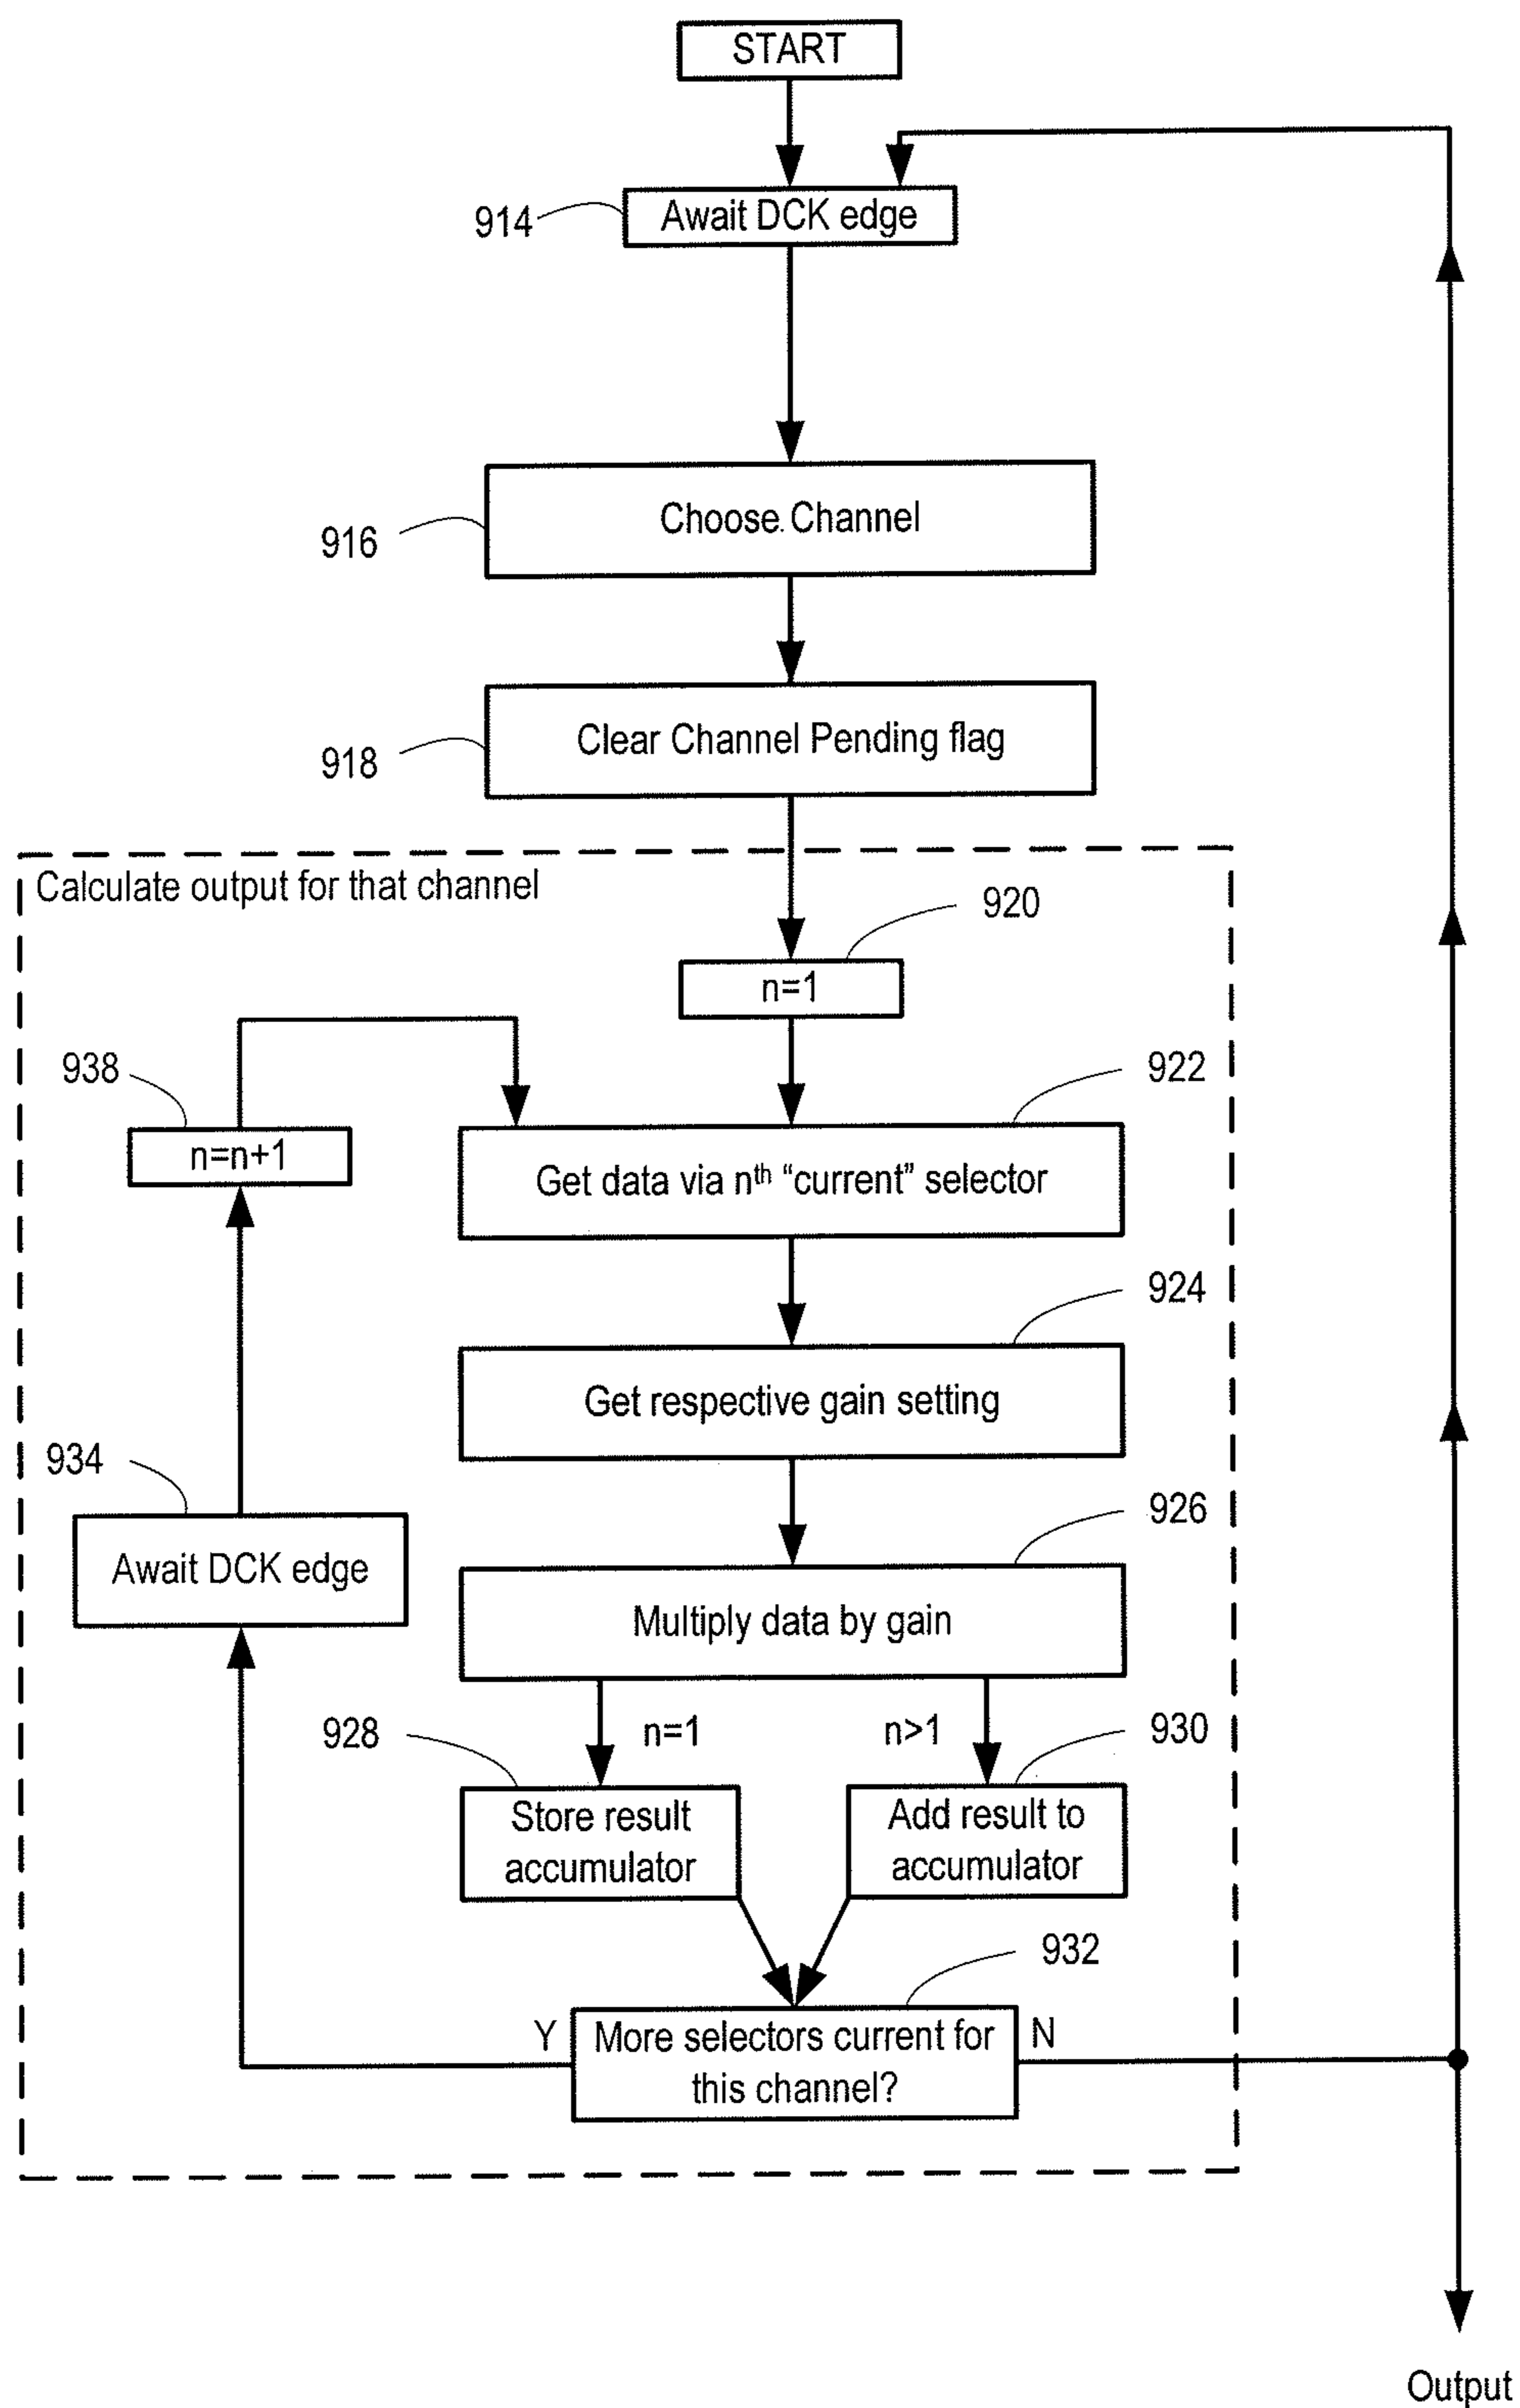 START
914
Await DCK edge
916
Choose Channel
918
Clear Channel Pending flag
Calculate output for that channel
920
n=1
938
n=n+1
922
Get data via nth “current” selector
924
Get respective gain setting
934
Await DCK edge
926
Multiply data by gain
928
n=1
n>1
930
Store result
accumulator
Add result to
accumulator
932
Y
More selectors current for
this channel?
N
Output